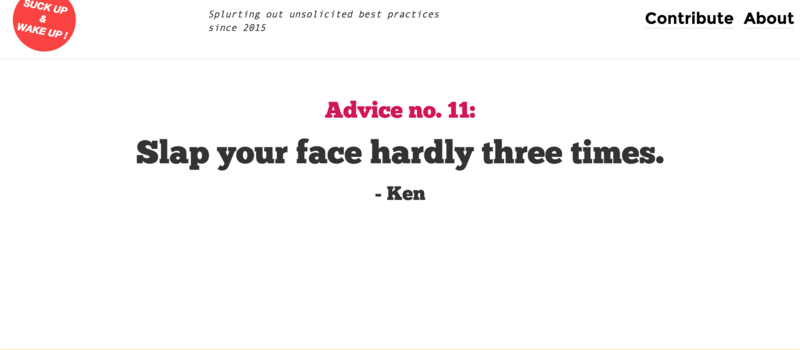 SUCK UP
&
WAKE UP !
Splurting out unsolicited best practices
since 2015
Contribute About
Advice no. 11:
Slap your face hardly three times.
- Ken